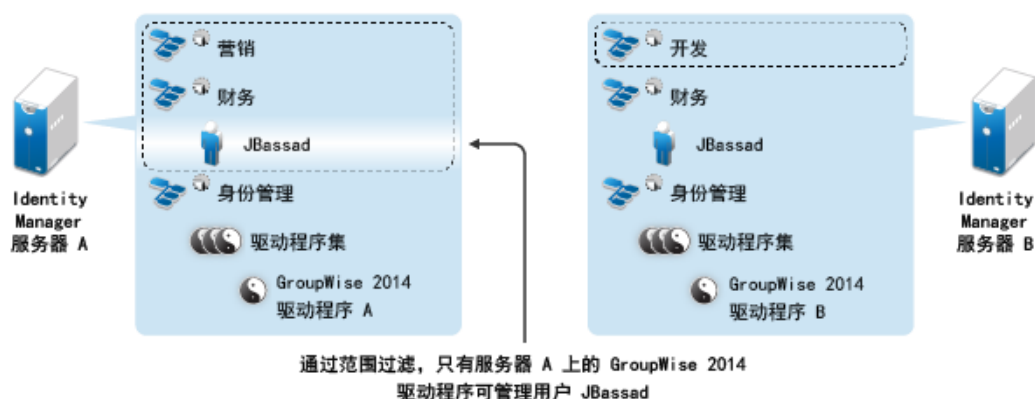 营销
财务
JBassad
身份管理
驱动程序集
GroupWise 2014
驱动程序 A
Identity
Manager
服务器 A
开发
财务
JBassad
身份管理
驱动程序集
GroupWise 2014
驱动程序 B
Identity
Manager
服务器 B
通过范围过滤，只有服务器 A 上的 GroupWise 2014
驱动程序可管理用户 JBassad